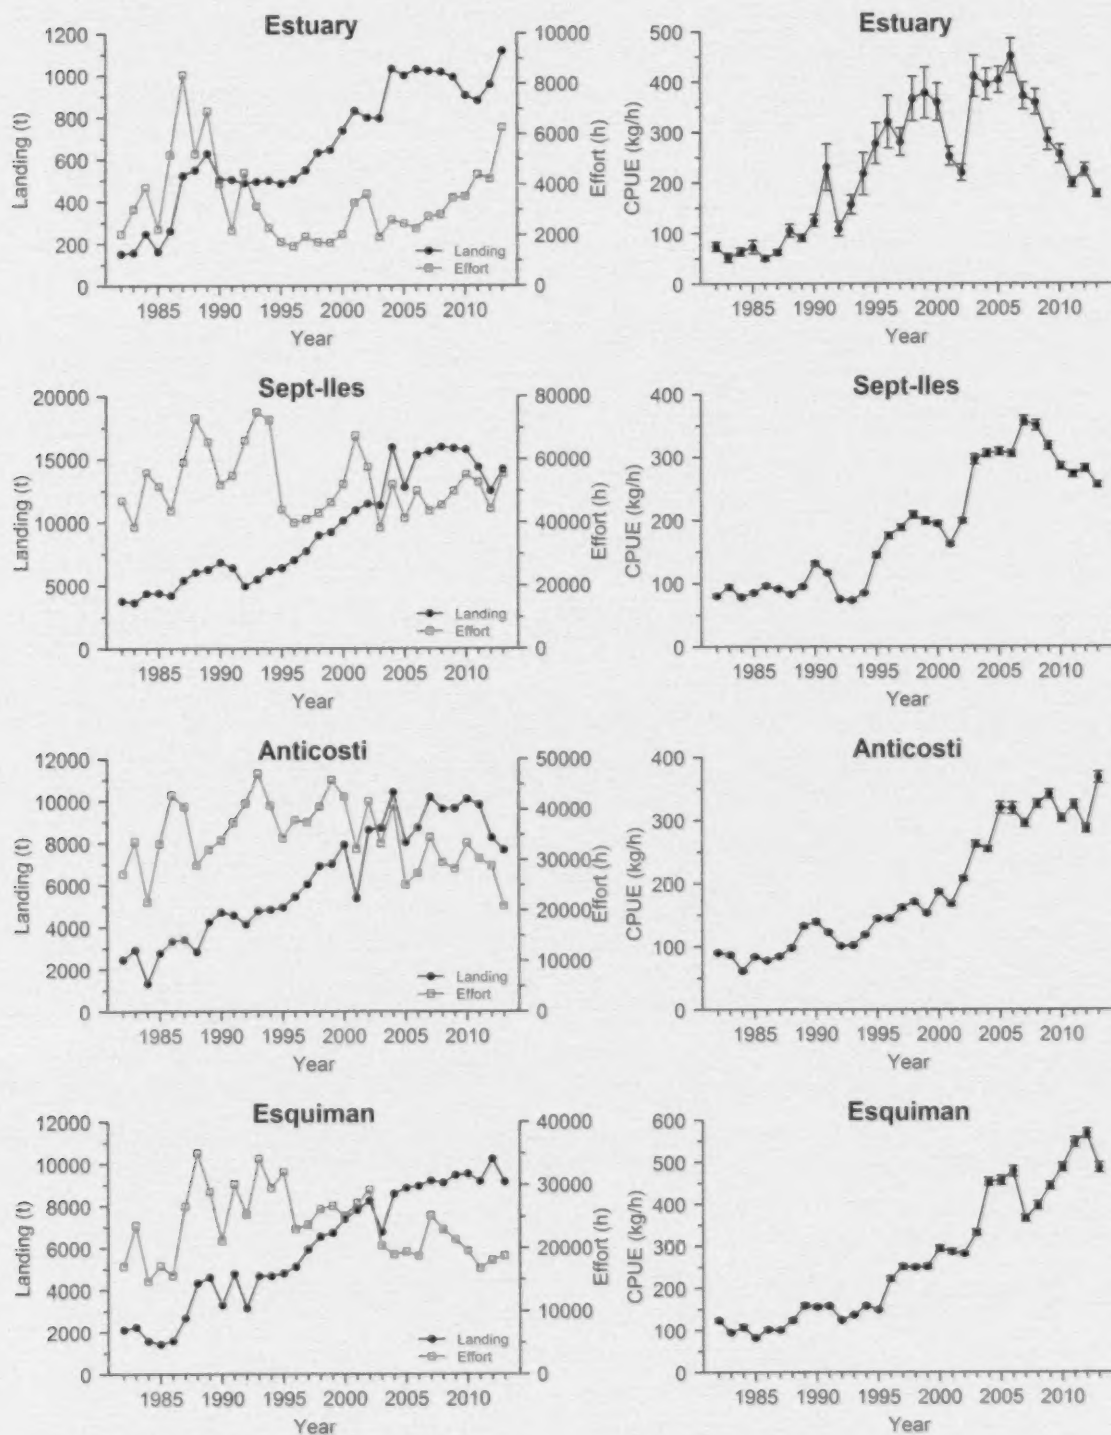 Estuary
1200
1000
800
600
400
200
0
Landing (t)
10000
8000
6000
4000
2000
0
Effort (h)
Landing
Effort
1985 1990 1995 2000 2005 2010
Year
Estuary
500
400
300
200
100
0
CPUE (kg/h)
1985 1990 1995 2000 2005 2010
Year
Sept-Iles
20000
15000
10000
5000
0
Landing (t)
80000
60000
40000
20000
0
Effort (h)
Landing
Effort
1985 1990 1995 2000 2005 2010
Year
Sept-Iles
400
300
200
100
0
CPUE (kg/h)
1985 1990 1995 2000 2005 2010
Year
Anticosti
12000
10000
8000
6000
4000
2000
0
Landing (t)
50000
40000
30000
20000
10000
0
Effort (h)
Landing
Effort
1985 1990 1995 2000 2005 2010
Year
Anticosti
400
300
200
100
0
CPUE (kg/h)
1985 1990 1995 2000 2005 2010
Year
Esquiman
12000
10000
8000
6000
4000
2000
0
Landing (t)
40000
30000
20000
10000
0
Effort (h)
Landing
Effort
1985 1990 1995 2000 2005 2010
Year
Esquiman
600
500
400
300
200
100
0
CPUE (kg/h)
1985 1990 1995 2000 2005 2010
Year